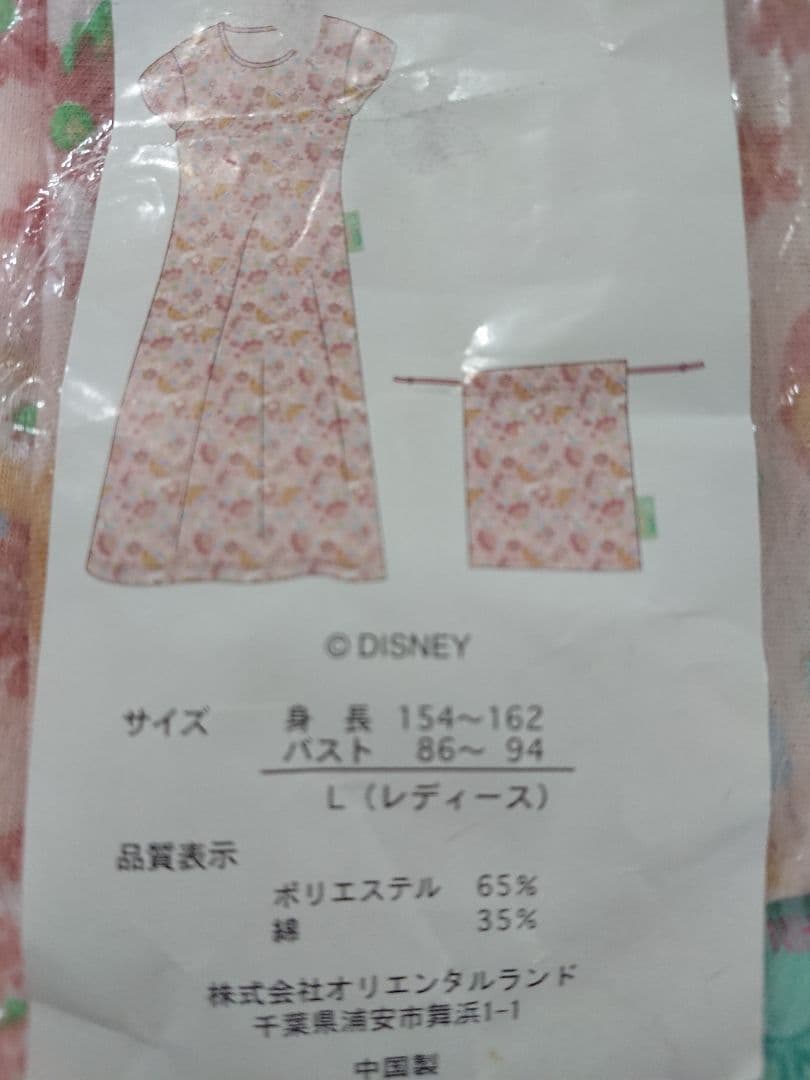 © DISNEY
サイズ 身長 154～162
バスト 86～ 94
L（レディース）
品質表示
ポリエステル 65%
綿 35%
株式会社オリエンタルランド
千葉県浦安市舞浜1-1
中国製